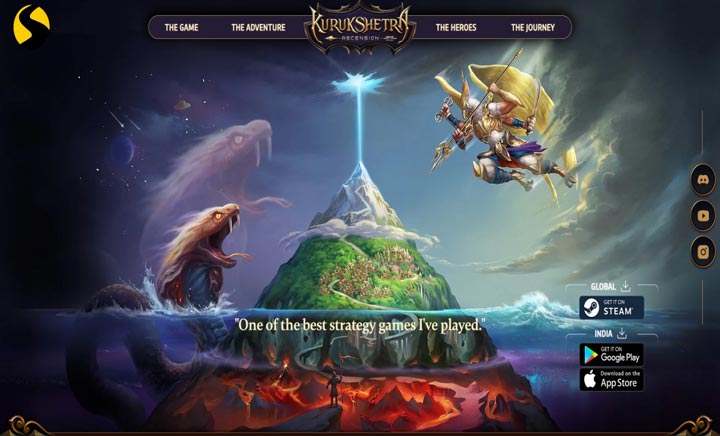 THE GAME
THE ADVENTURE
KURUKSHETRA
ASCENSION
THE HEROES
THE JOURNEY
GLOBAL
GET IT ON
STEAM
"One of the best strategy games I've played."
INDIA
GET IT ON
Google Play
Download on the
App Store